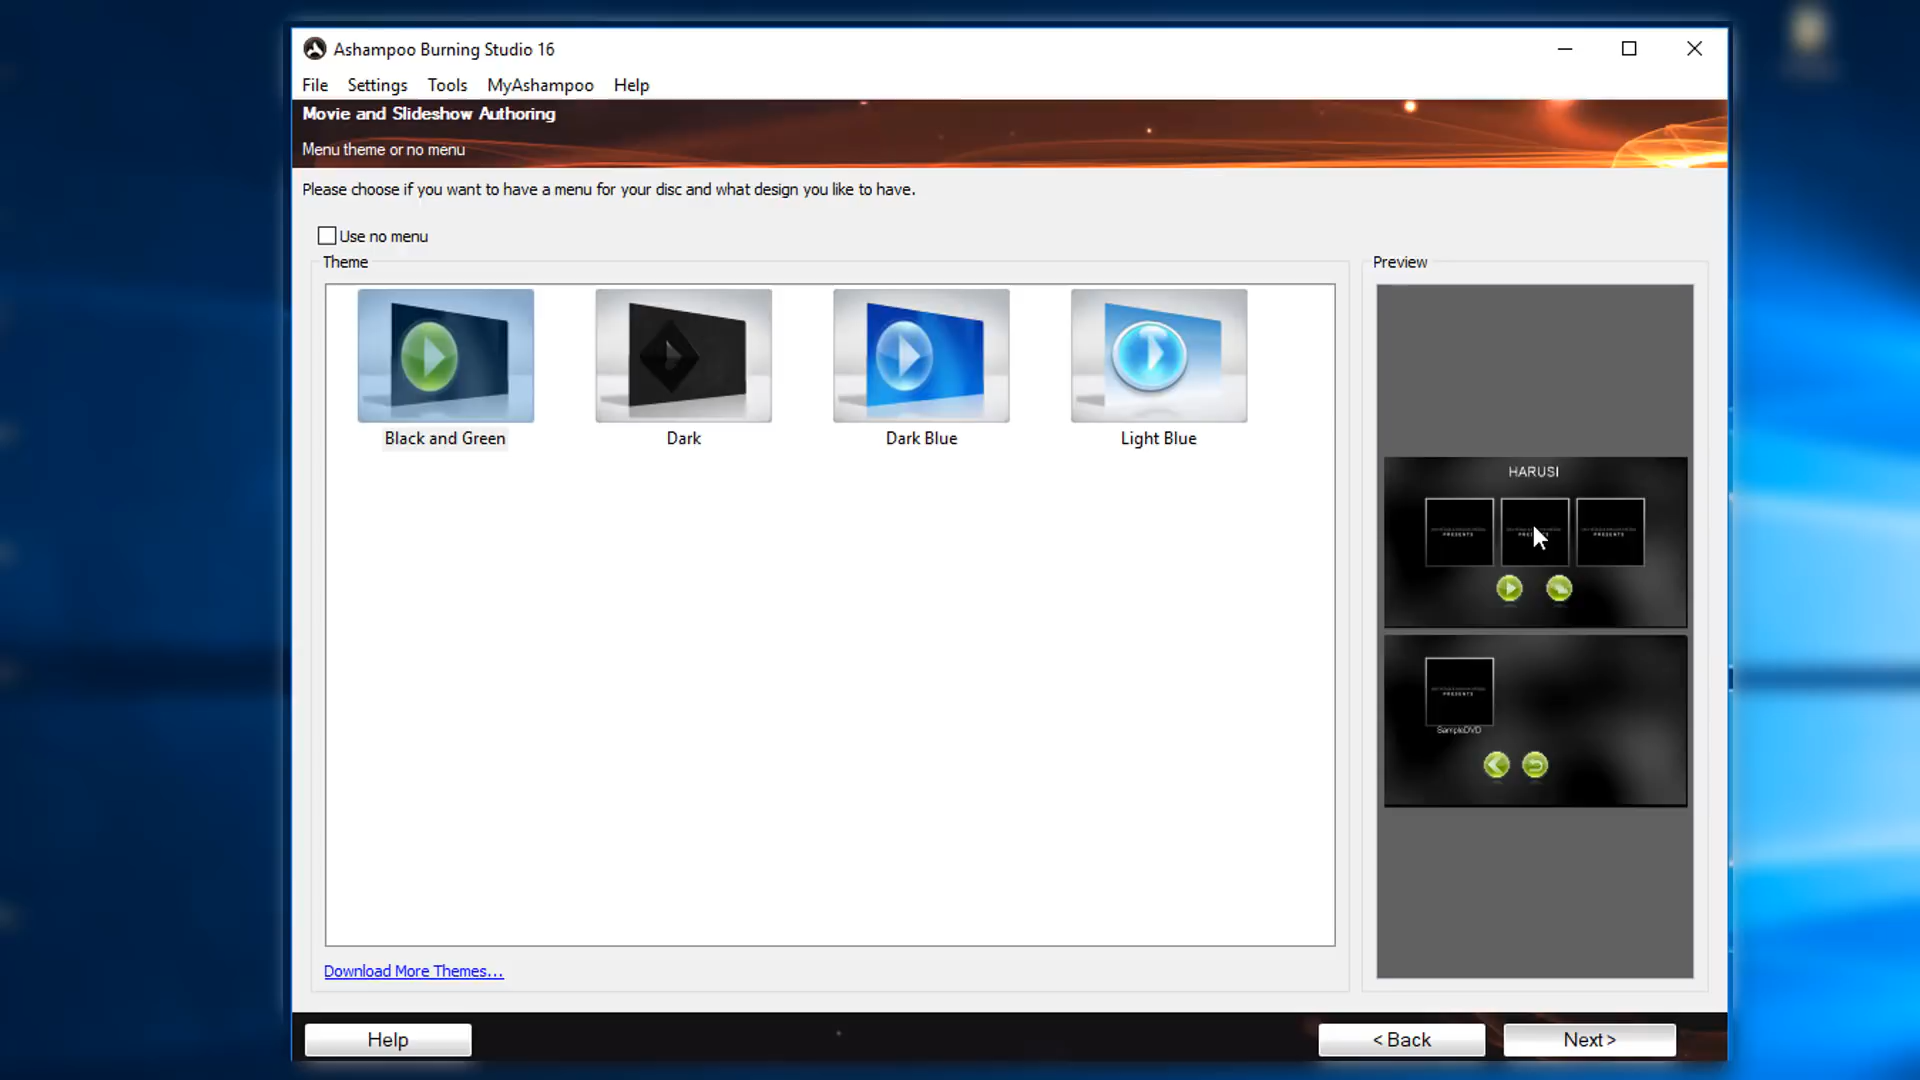 Ashampoo Burning Studio 16
File Settings Tools MyAshampoo Help
Movie and Slideshow Authoring
Menu theme or no menu
Please choose if you want to have a menu for your disc and what design you like to have.
Use no menu
Theme
Preview
Black and Green
Dark
Dark Blue
Light Blue
HARUSI
PRESENTS
PRESENTS
PRESENTS
SampleDVD
Download More Themes...
Help
< Back
Next >